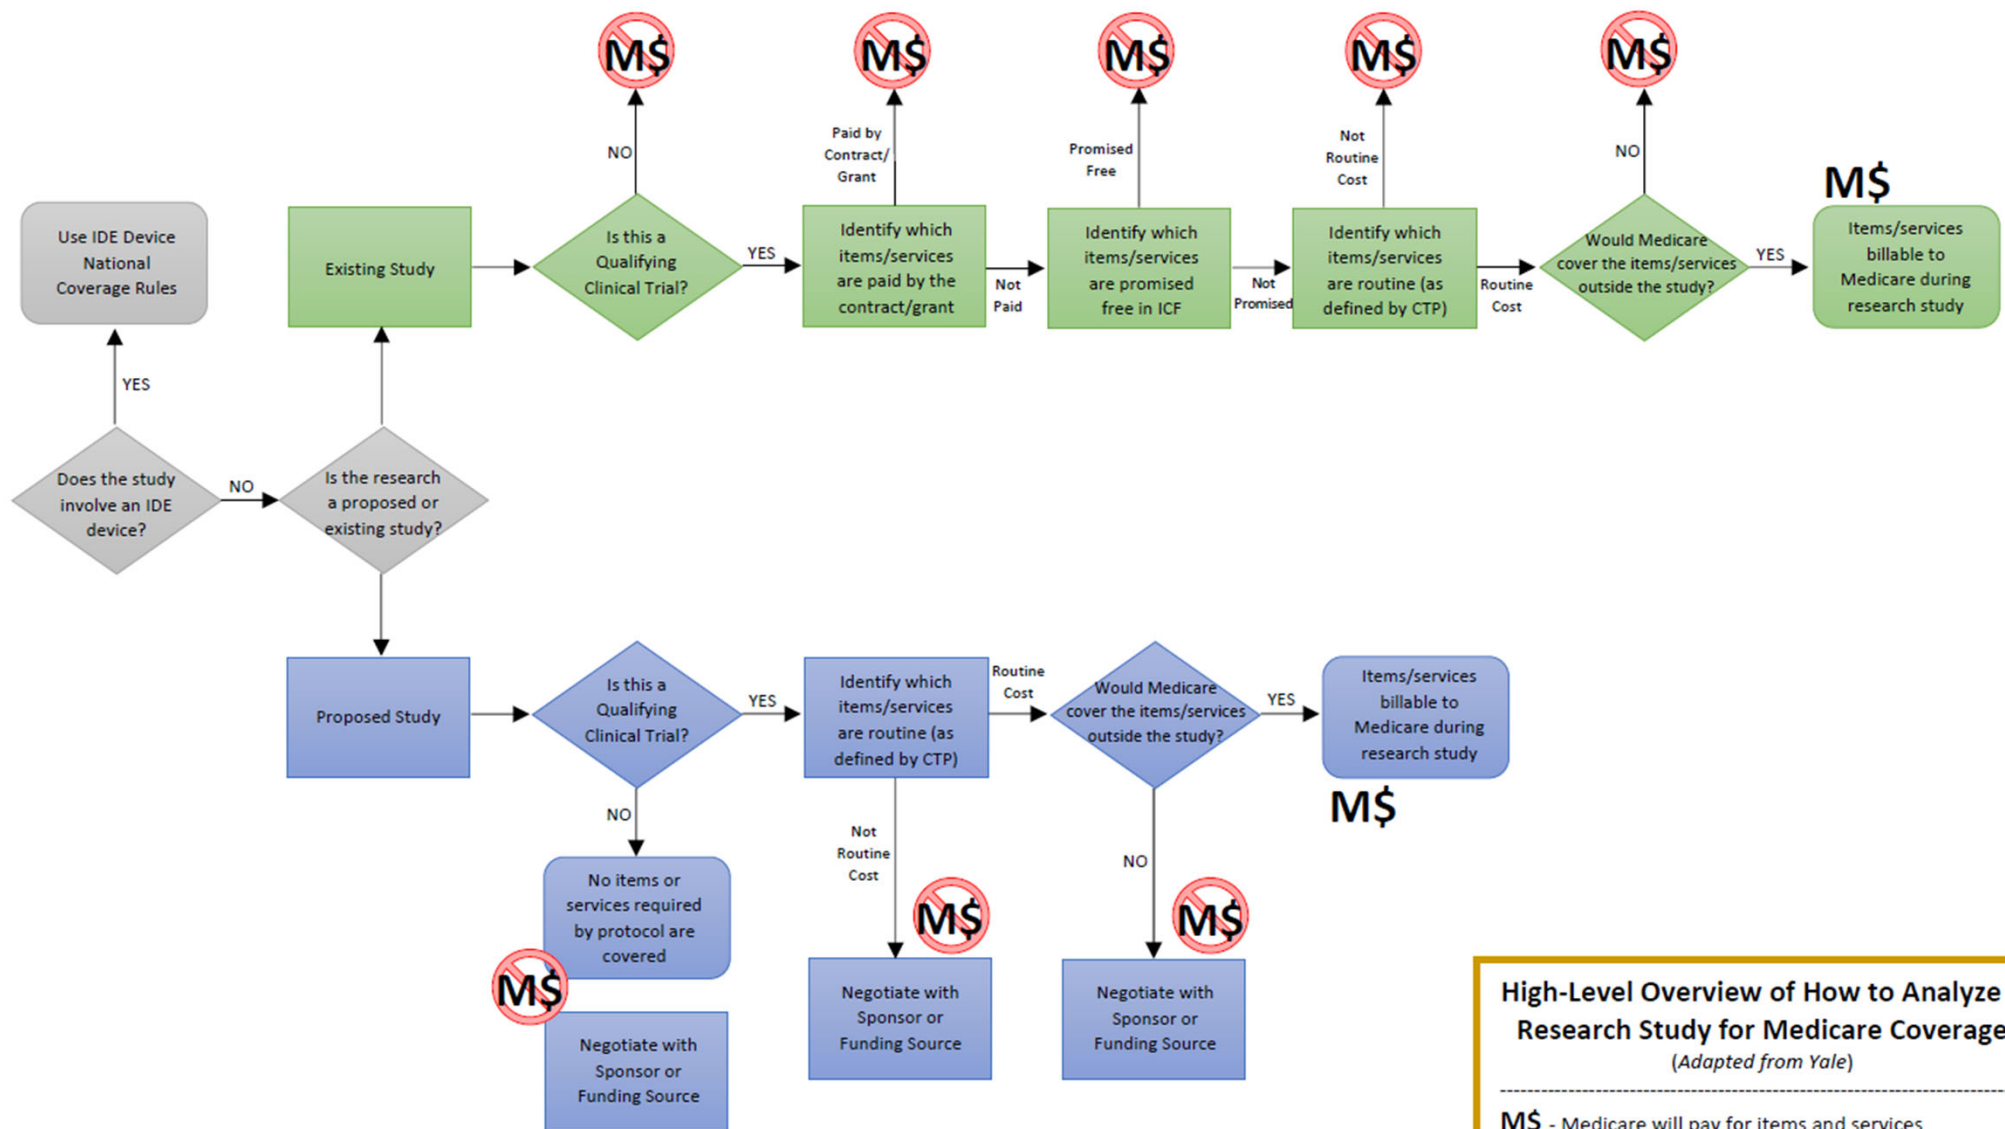 M$
M$
M$
M$
M$
NO
Paid by
Contract/
Grant
Promised
Free
Not
Routine
Cost
NO
M$
Use IDE Device
National
Coverage Rules
Existing Study
Is this a
Qualifying
Clinical Trial?
YES
Identify which
items/services
are paid by the
contract/grant
Not
Paid
Identify which
items/services
are promised
free in ICF
Not
Promised
Identify which
items/services
are routine (as
defined by CTP)
Routine
Cost
Would Medicare
cover the items/services
outside the study?
YES
Items/services
billable to
Medicare during
research study
YES
Does the study
involve an IDE
device?
NO
Is the research
a proposed or
existing study?
Proposed Study
Is this a
Qualifying
Clinical Trial?
YES
Identify which
items/services
are routine (as
defined by CTP)
Routine
Cost
Would Medicare
cover the items/services
outside the study?
YES
Items/services
billable to
Medicare during
research study
M$
NO
Not
Routine
Cost
NO
No items or
services required
by protocol are
covered
M$
M$
M$
Negotiate with
Sponsor or
Funding Source
Negotiate with
Sponsor or
Funding Source
Negotiate with
Sponsor or
Funding Source
High-Level Overview of How to Analyze
Research Study for Medicare Coverage
(Adapted from Yale)
M$ - Medicare will pay for items and services